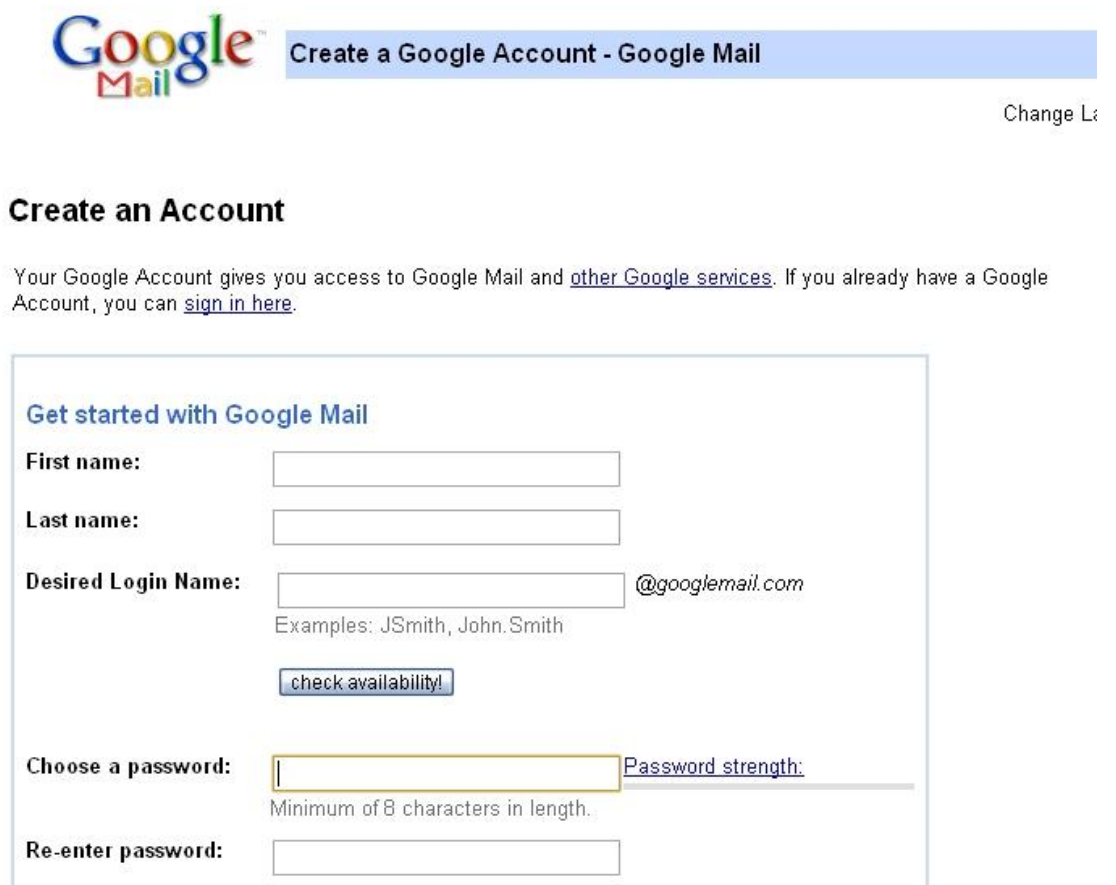 Google™
Mail
Create a Google Account - Google Mail
Change La
Create an Account
Your Google Account gives you access to Google Mail and other Google services. If you already have a Google
Account, you can sign in here.
Get started with Google Mail
First name:
Last name:
Desired Login Name:
@googlemail.com
Examples: JSmith, John.Smith
check availability!
Choose a password:
Password strength:
Minimum of 8 characters in length.
Re-enter password: